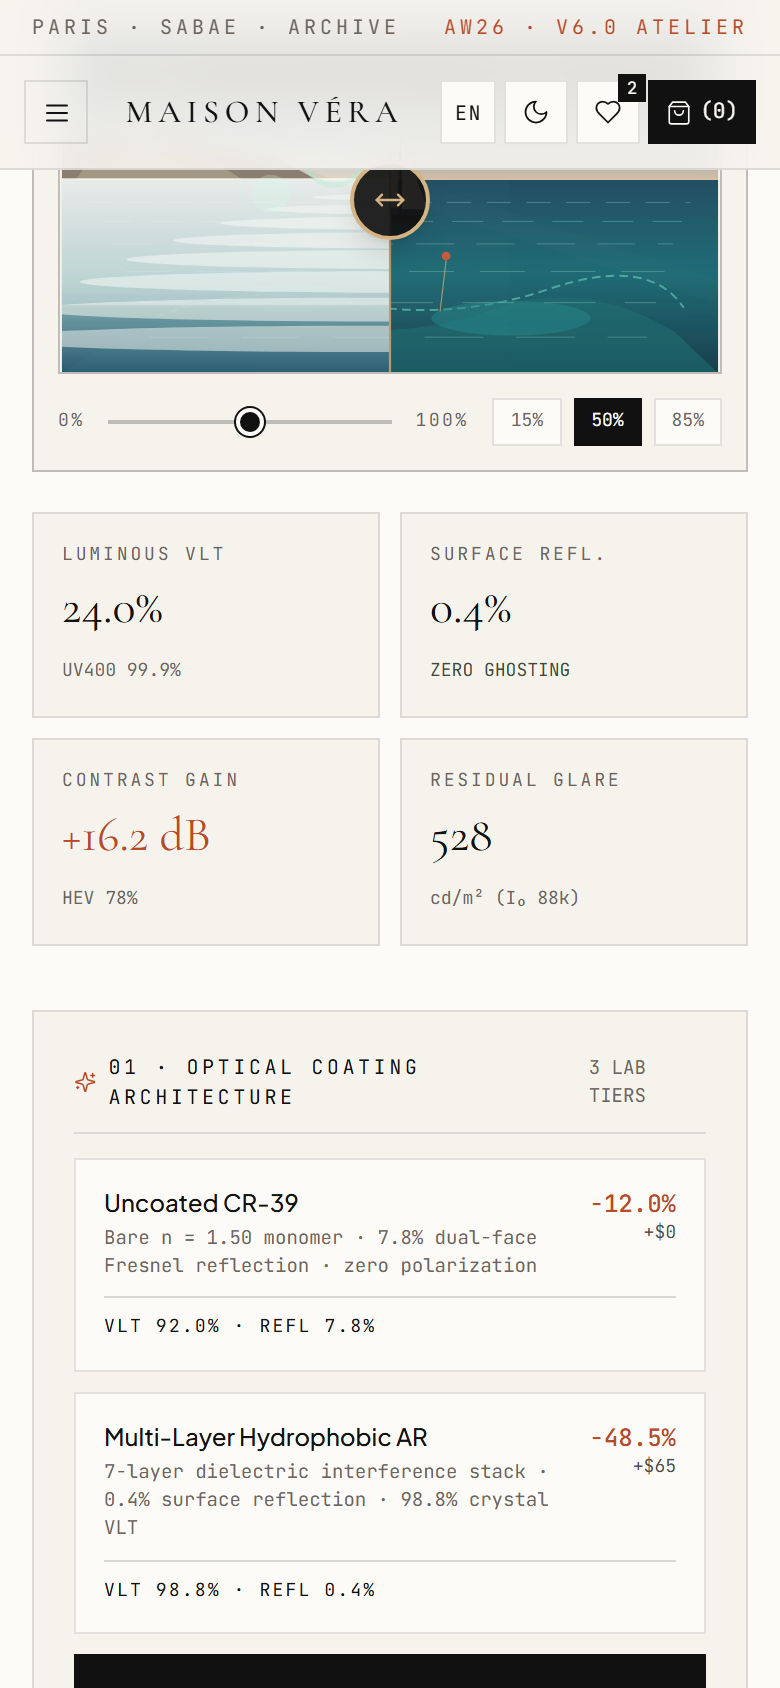 PARIS · SABAE · ARCHIVE
AW26 · V6.0 ATELIER
MAISON VÉRA
EN
2
(0)
0%
100%
15%
50%
85%
LUMINOUS VLT
24.0%
UV400 99.9%
SURFACE REFL.
0.4%
ZERO GHOSTING
CONTRAST GAIN
+16.2 dB
HEV 78%
RESIDUAL GLARE
528
cd/m² (I₀ 88k)
01 · OPTICAL COATING
ARCHITECTURE
3 LAB
TIERS
Uncoated CR-39
-12.0%
+$0
Bare n = 1.50 monomer · 7.8% dual-face
Fresnel reflection · zero polarization
VLT 92.0% · REFL 7.8%
Multi-Layer Hydrophobic AR
-48.5%
+$65
7-layer dielectric interference stack ·
0.4% surface reflection · 98.8% crystal
VLT
VLT 98.8% · REFL 0.4%